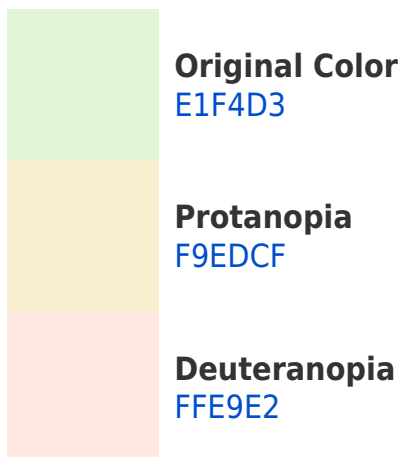 Original Color
E1F4D3
Protanopia
F9EDCF
Deuteranopia
FFE9E2